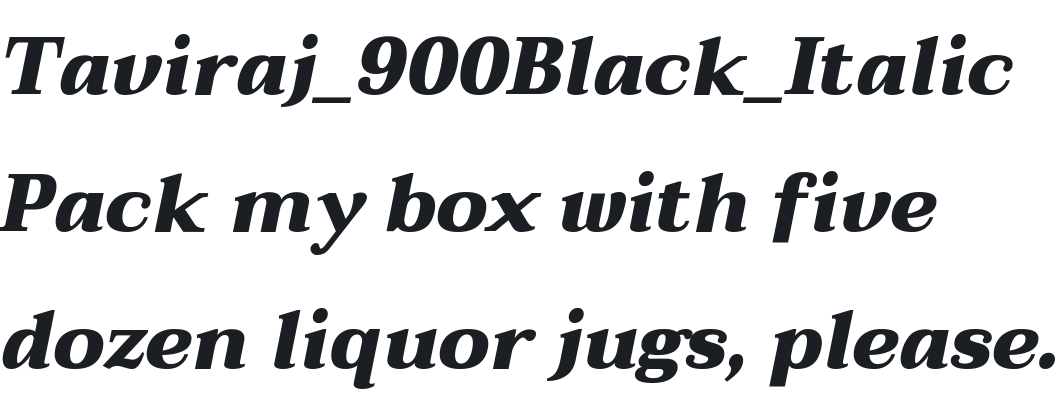 Taviraj_900Black_Italic
Pack my box with five
dozen liquor jugs, please.